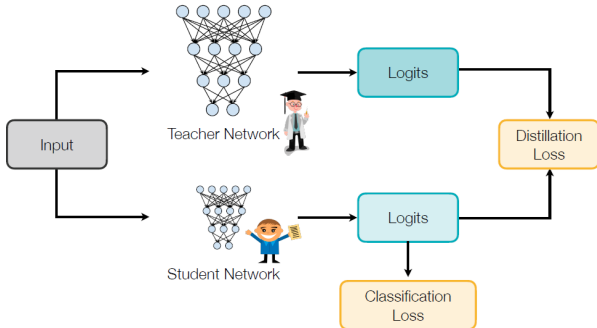 Logits
Teacher Network
Input
Distillation
Loss
Logits
Student Network
Classification
Loss